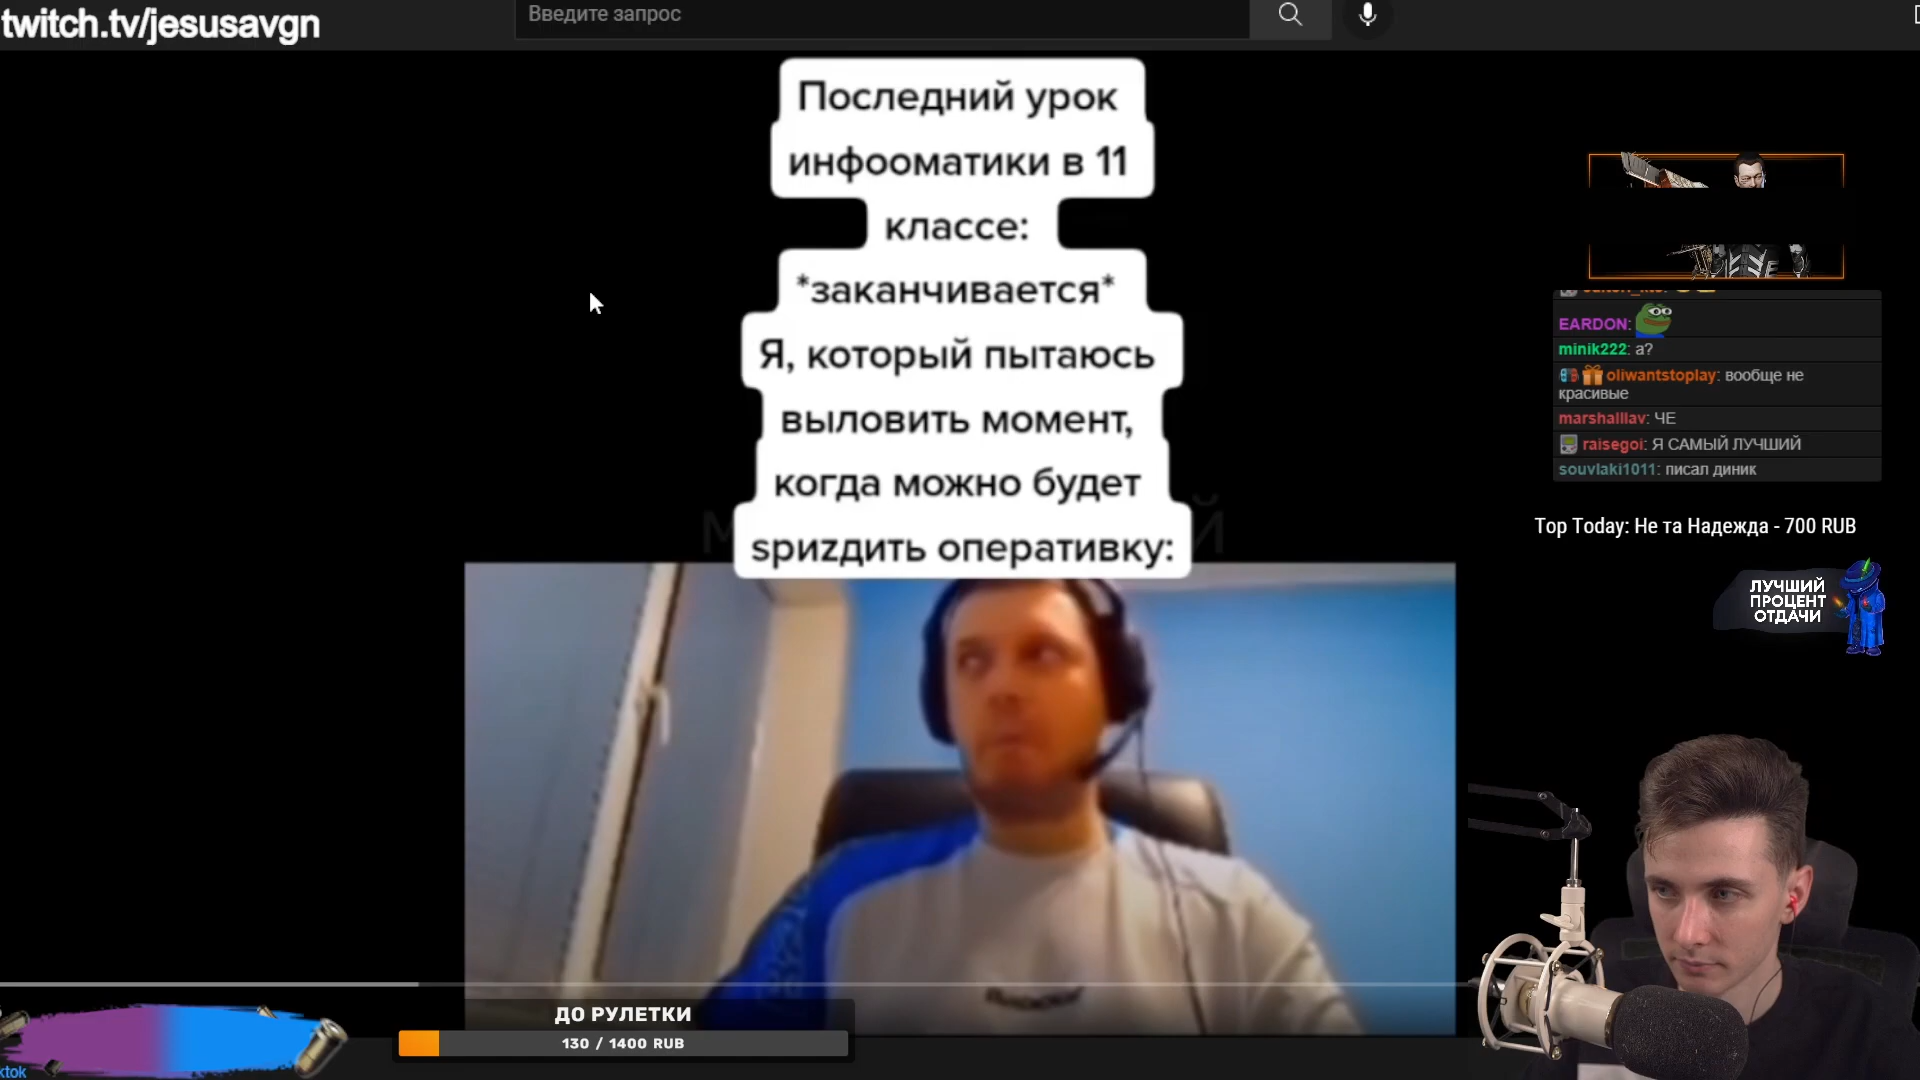 twitch.tv/jesusavgn
Введите запрос
Последний урок
инфооматики в 11
классе:
*заканчивается*
Я, который пытаюсь
выловить момент,
когда можно будет
sриzдить оперативку:
EARDON:
minik222: а?
oliwantstoplay: вообще не
красивые
marshalllav: ЧЕ
raisegoi: Я САМЫЙ ЛУЧШИЙ
souvlaki1011: писал диник
Top Today: Не та Надежда - 700 RUB
ЛУЧШИЙ
ПРОЦЕНТ
ОТДАЧИ
ДО РУЛЕТКИ
130 / 1400 RUB